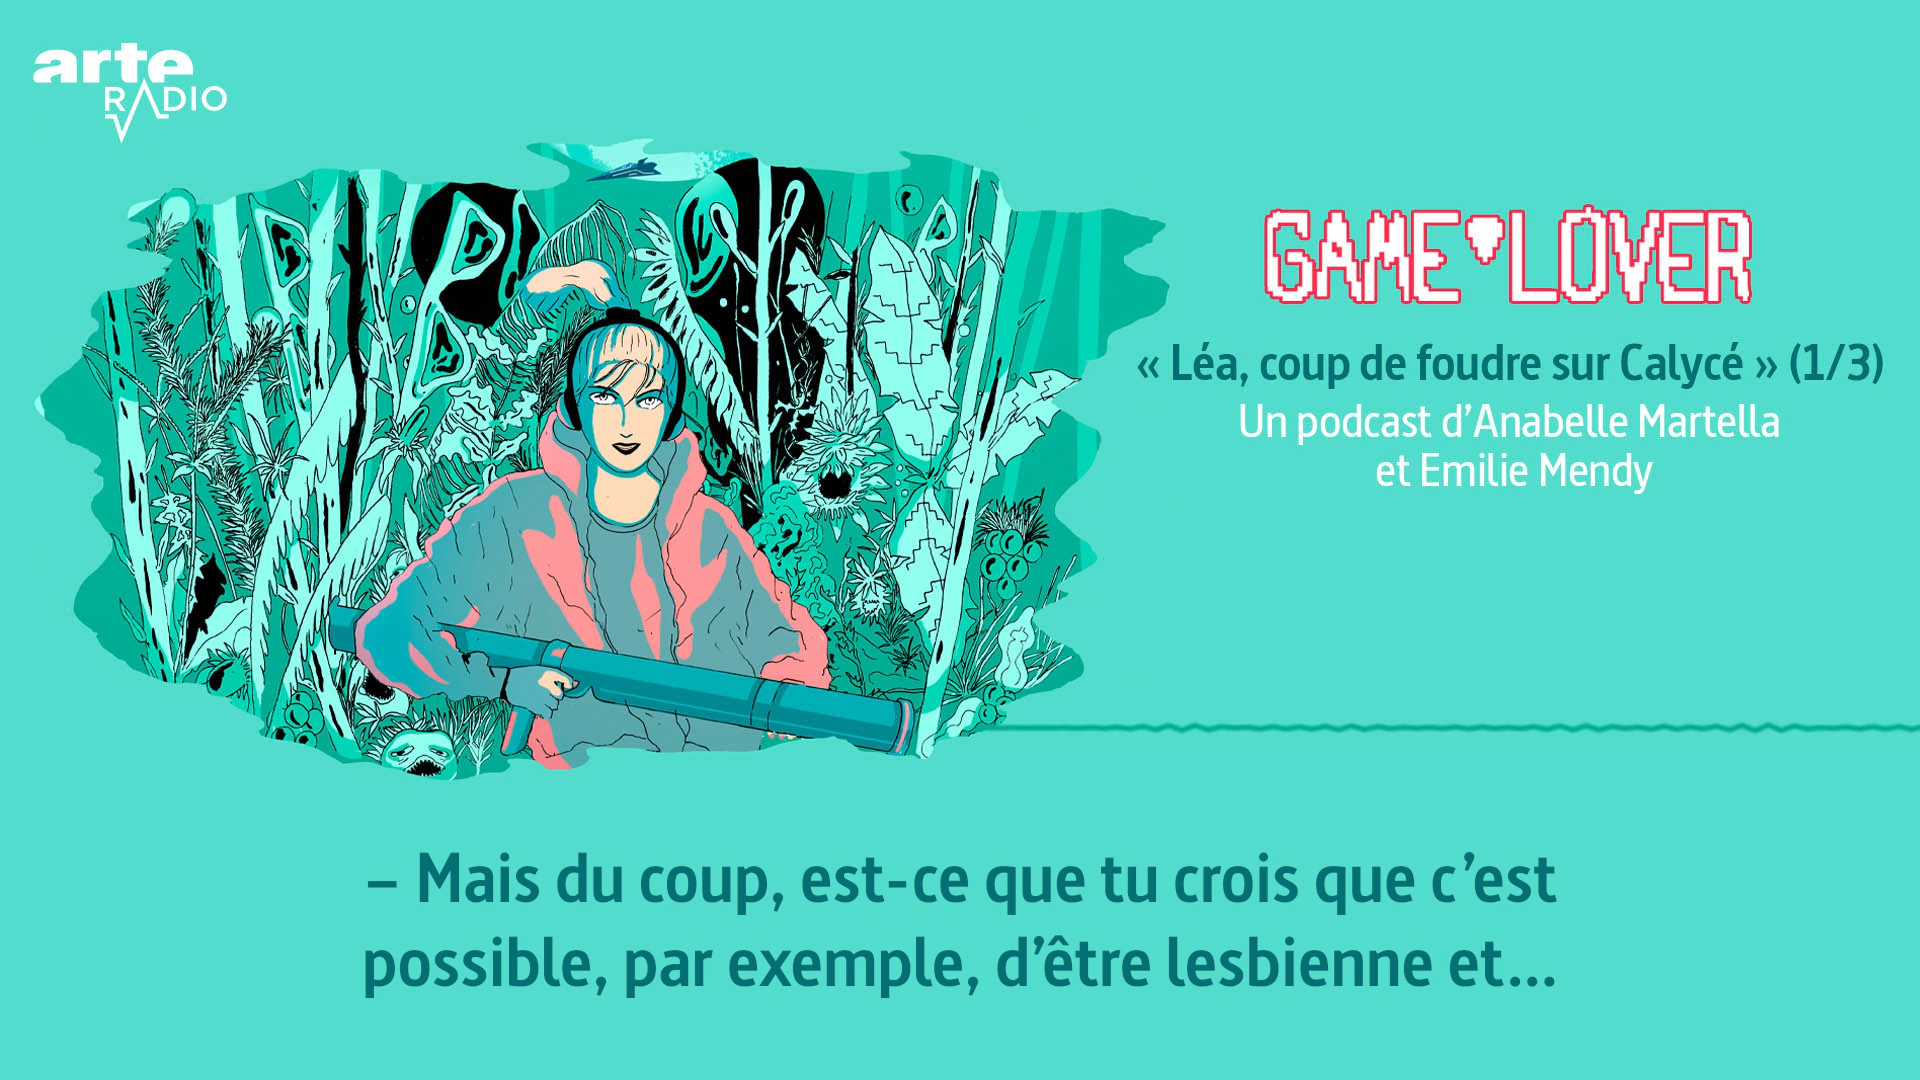 arte
RADIO
GAME LOVER
« Léa, coup de foudre sur Calycé » (1/3)
Un podcast d’Anabelle Martella
et Emilie Mendy
– Mais du coup, est-ce que tu crois que c’est
possible, par exemple, d’être lesbienne et...